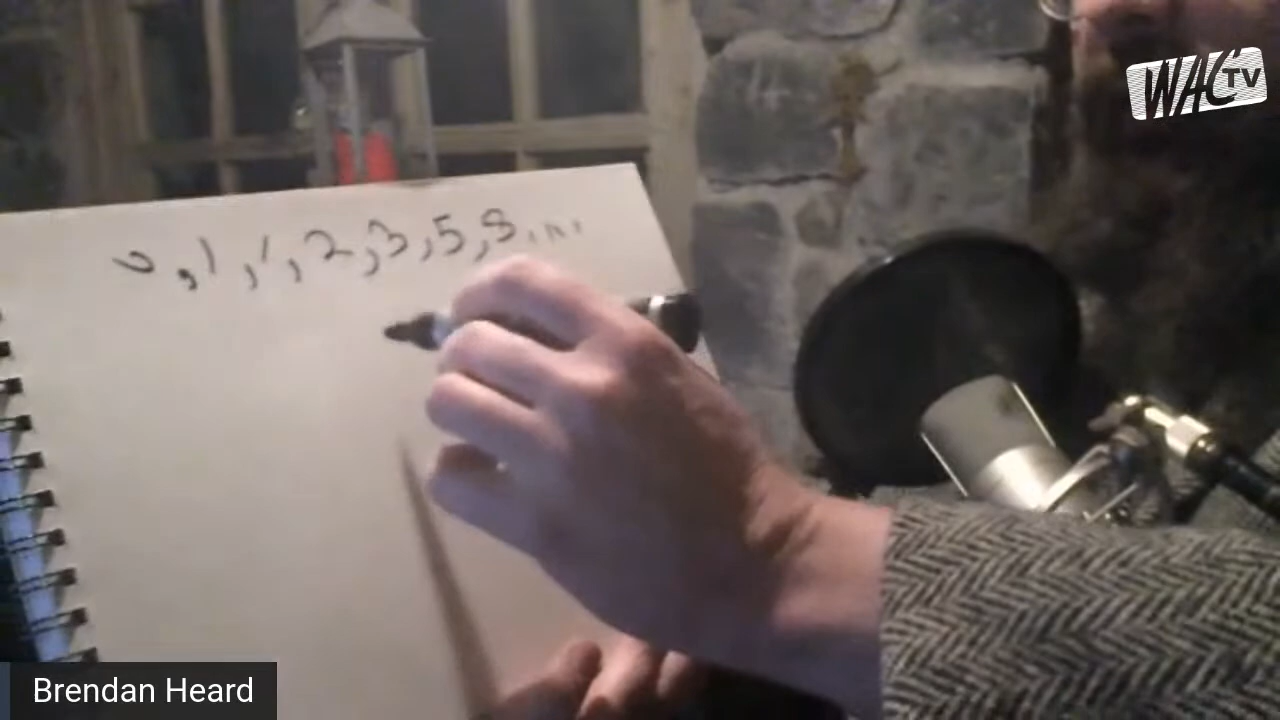 WACTV
0, 1, 1, 2, 3, 5, 8...
Brendan Heard